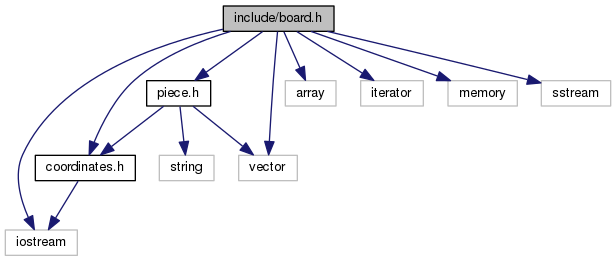 include/board.h
piece.h
array
iterator
memory
sstream
coordinates.h
string
vector
iostream